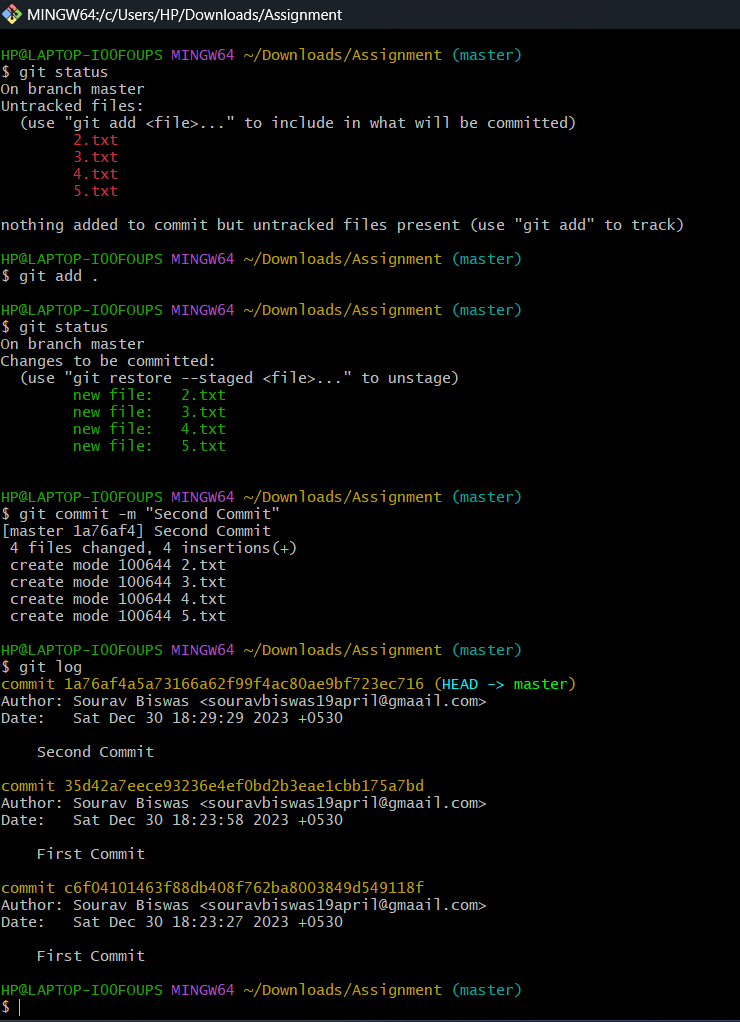 MINGW64:/c/Users/HP/Downloads/Assignment
HP@LAPTOP-IOOFOUPS MINGW64 ~/Downloads/Assignment (master)
$ git status
On branch master
Untracked files:
  (use "git add <file>..." to include in what will be committed)
        2.txt
        3.txt
        4.txt
        5.txt
nothing added to commit but untracked files present (use "git add" to track)
HP@LAPTOP-IOOFOUPS MINGW64 ~/Downloads/Assignment (master)
$ git add .
HP@LAPTOP-IOOFOUPS MINGW64 ~/Downloads/Assignment (master)
$ git status
On branch master
Changes to be committed:
  (use "git restore --staged <file>..." to unstage)
        new file:   2.txt
        new file:   3.txt
        new file:   4.txt
        new file:   5.txt
HP@LAPTOP-IOOFOUPS MINGW64 ~/Downloads/Assignment (master)
$ git commit -m "Second Commit"
[master 1a76af4] Second Commit
 4 files changed, 4 insertions(+)
 create mode 100644 2.txt
 create mode 100644 3.txt
 create mode 100644 4.txt
 create mode 100644 5.txt
HP@LAPTOP-IOOFOUPS MINGW64 ~/Downloads/Assignment (master)
$ git log
commit 1a76af4a5a73166a62f99f4ac80ae9bf723ec716 (HEAD -> master)
Author: Sourav Biswas <souravbiswas19april@gmaail.com>
Date:   Sat Dec 30 18:29:29 2023 +0530
    Second Commit
commit 35d42a7eece93236e4ef0bd2b3eae1cbb175a7bd
Author: Sourav Biswas <souravbiswas19april@gmaail.com>
Date:   Sat Dec 30 18:23:58 2023 +0530
    First Commit
commit c6f04101463f88db408f762ba8003849d549118f
Author: Sourav Biswas <souravbiswas19april@gmaail.com>
Date:   Sat Dec 30 18:23:27 2023 +0530
    First Commit
HP@LAPTOP-IOOFOUPS MINGW64 ~/Downloads/Assignment (master)
$